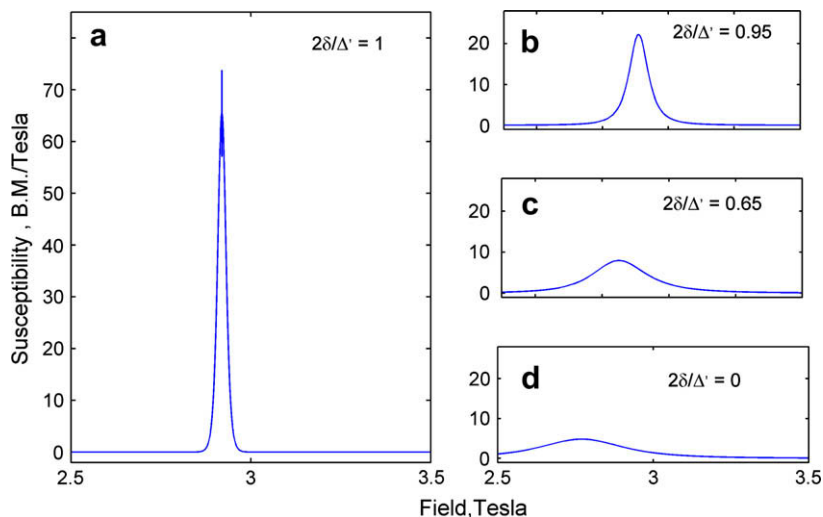 a
2δ/Δ' = 1
Susceptibility , B.M./Tesla
70
60
50
40
30
20
10
0
2.5
3
3.5
b
2δ/Δ' = 0.95
20
10
0
c
2δ/Δ' = 0.65
20
10
0
d
2δ/Δ' = 0
20
10
0
2.5
3
3.5
Field,Tesla